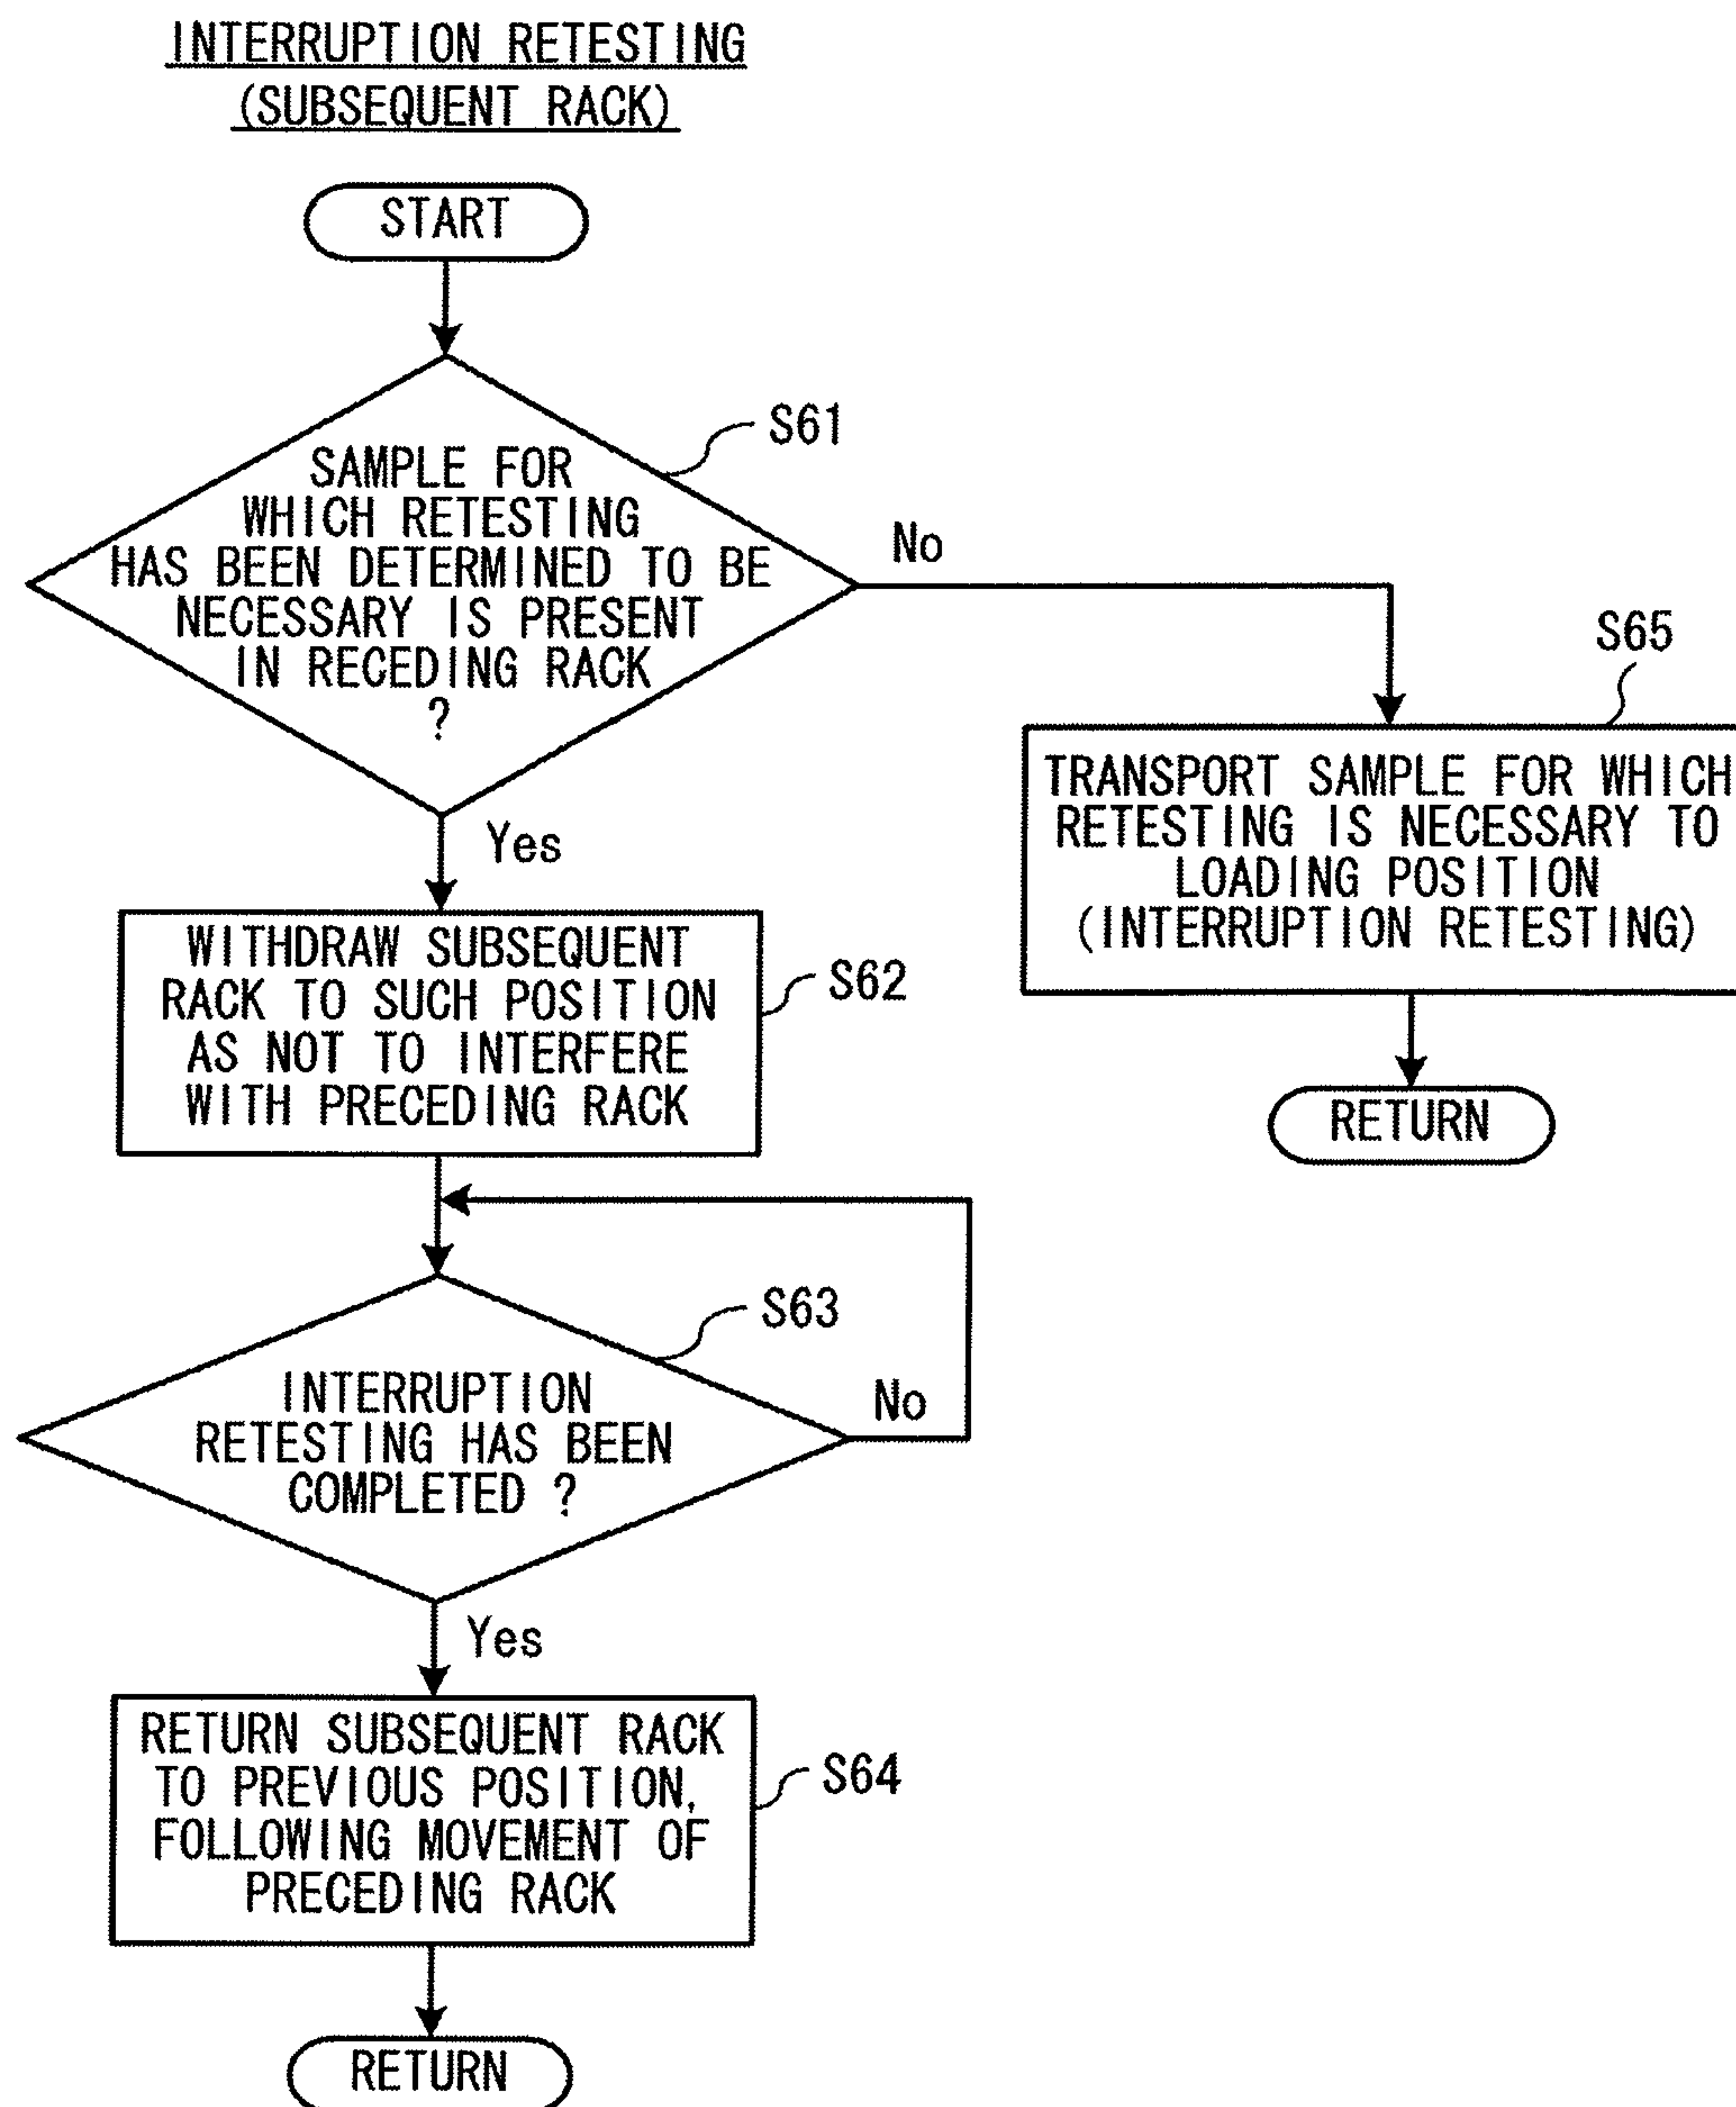 INTERRUPTION RETESTING
(SUBSEQUENT RACK)
START
S61
SAMPLE FOR
WHICH RETESTING
HAS BEEN DETERMINED TO BE
NECESSARY IS PRESENT
IN RECEDING RACK
?
No
Yes
S65
TRANSPORT SAMPLE FOR WHICH
RETESTING IS NECESSARY TO
LOADING POSITION
(INTERRUPTION RETESTING)
RETURN
WITHDRAW SUBSEQUENT
RACK TO SUCH POSITION
AS NOT TO INTERFERE
WITH PRECEDING RACK
S62
S63
INTERRUPTION
RETESTING HAS BEEN
COMPLETED ?
No
Yes
RETURN SUBSEQUENT RACK
TO PREVIOUS POSITION,
FOLLOWING MOVEMENT OF
PRECEDING RACK
S64
RETURN